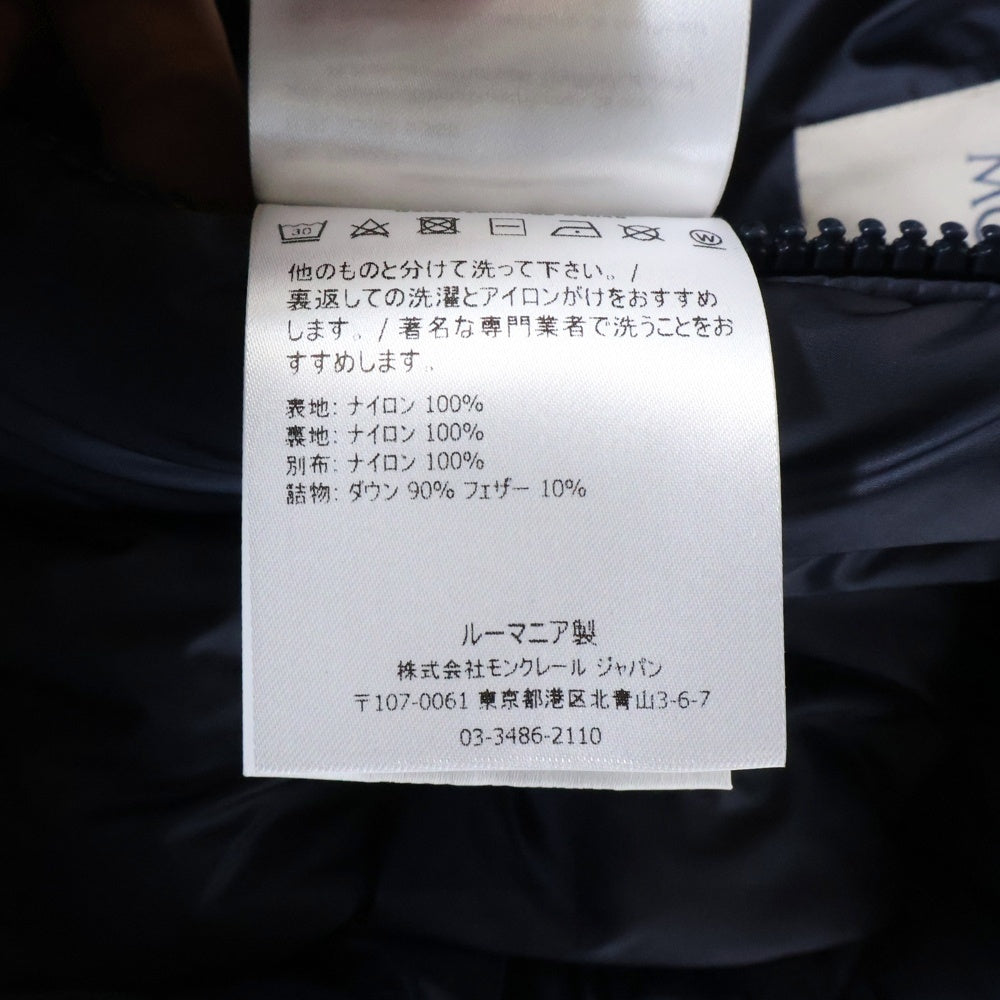 30
W
他のものと分けて洗って下さい。/
裏返しての洗濯とアイロンがけをおすすめ
します。/ 著名な専門業者で洗うことをお
すすめします。
表地: ナイロン 100%
裏地: ナイロン 100%
別布: ナイロン 100%
詰物: ダウン 90% フェザー 10%
ルーマニア製
株式会社モンクレール ジャパン
〒107-0061 東京都港区北青山3-6-7
03-3486-2110